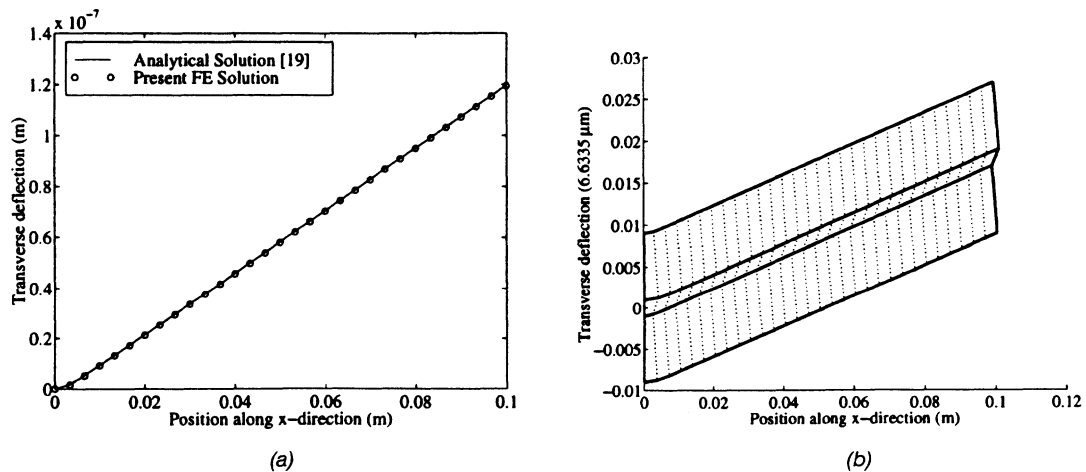 x 10⁻⁷
1.4
1.2
1
0.8
0.6
0.4
0.2
0
Transverse deflection (m)
Analytical Solution [19]
Present FE Solution
0 0.02 0.04 0.06 0.08 0.1
Position along x-direction (m)
(a)
0.03
0.025
0.02
0.015
0.01
0.005
0
-0.005
-0.01
Transverse deflection (6.6335 μm)
0 0.02 0.04 0.06 0.08 0.1 0.12
Position along x-direction (m)
(b)